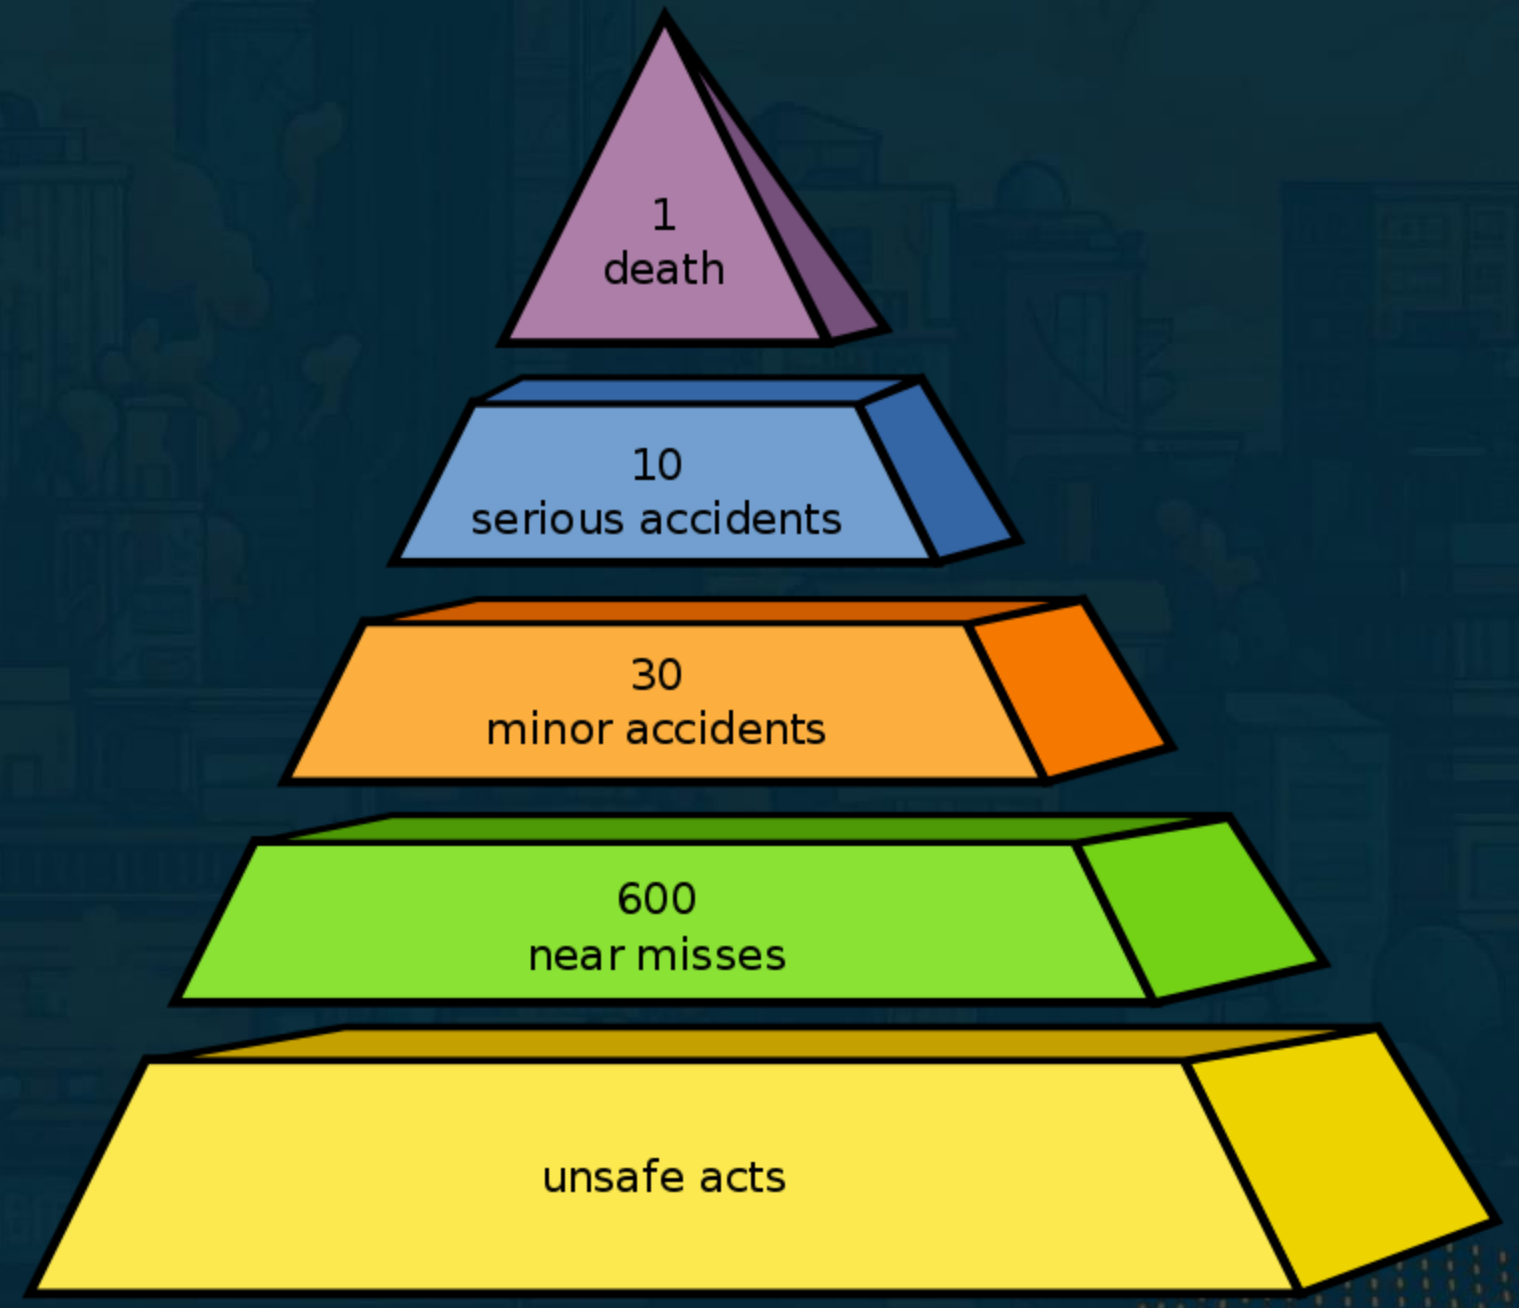 1
death
10
serious accidents
30
minor accidents
600
near misses
unsafe acts